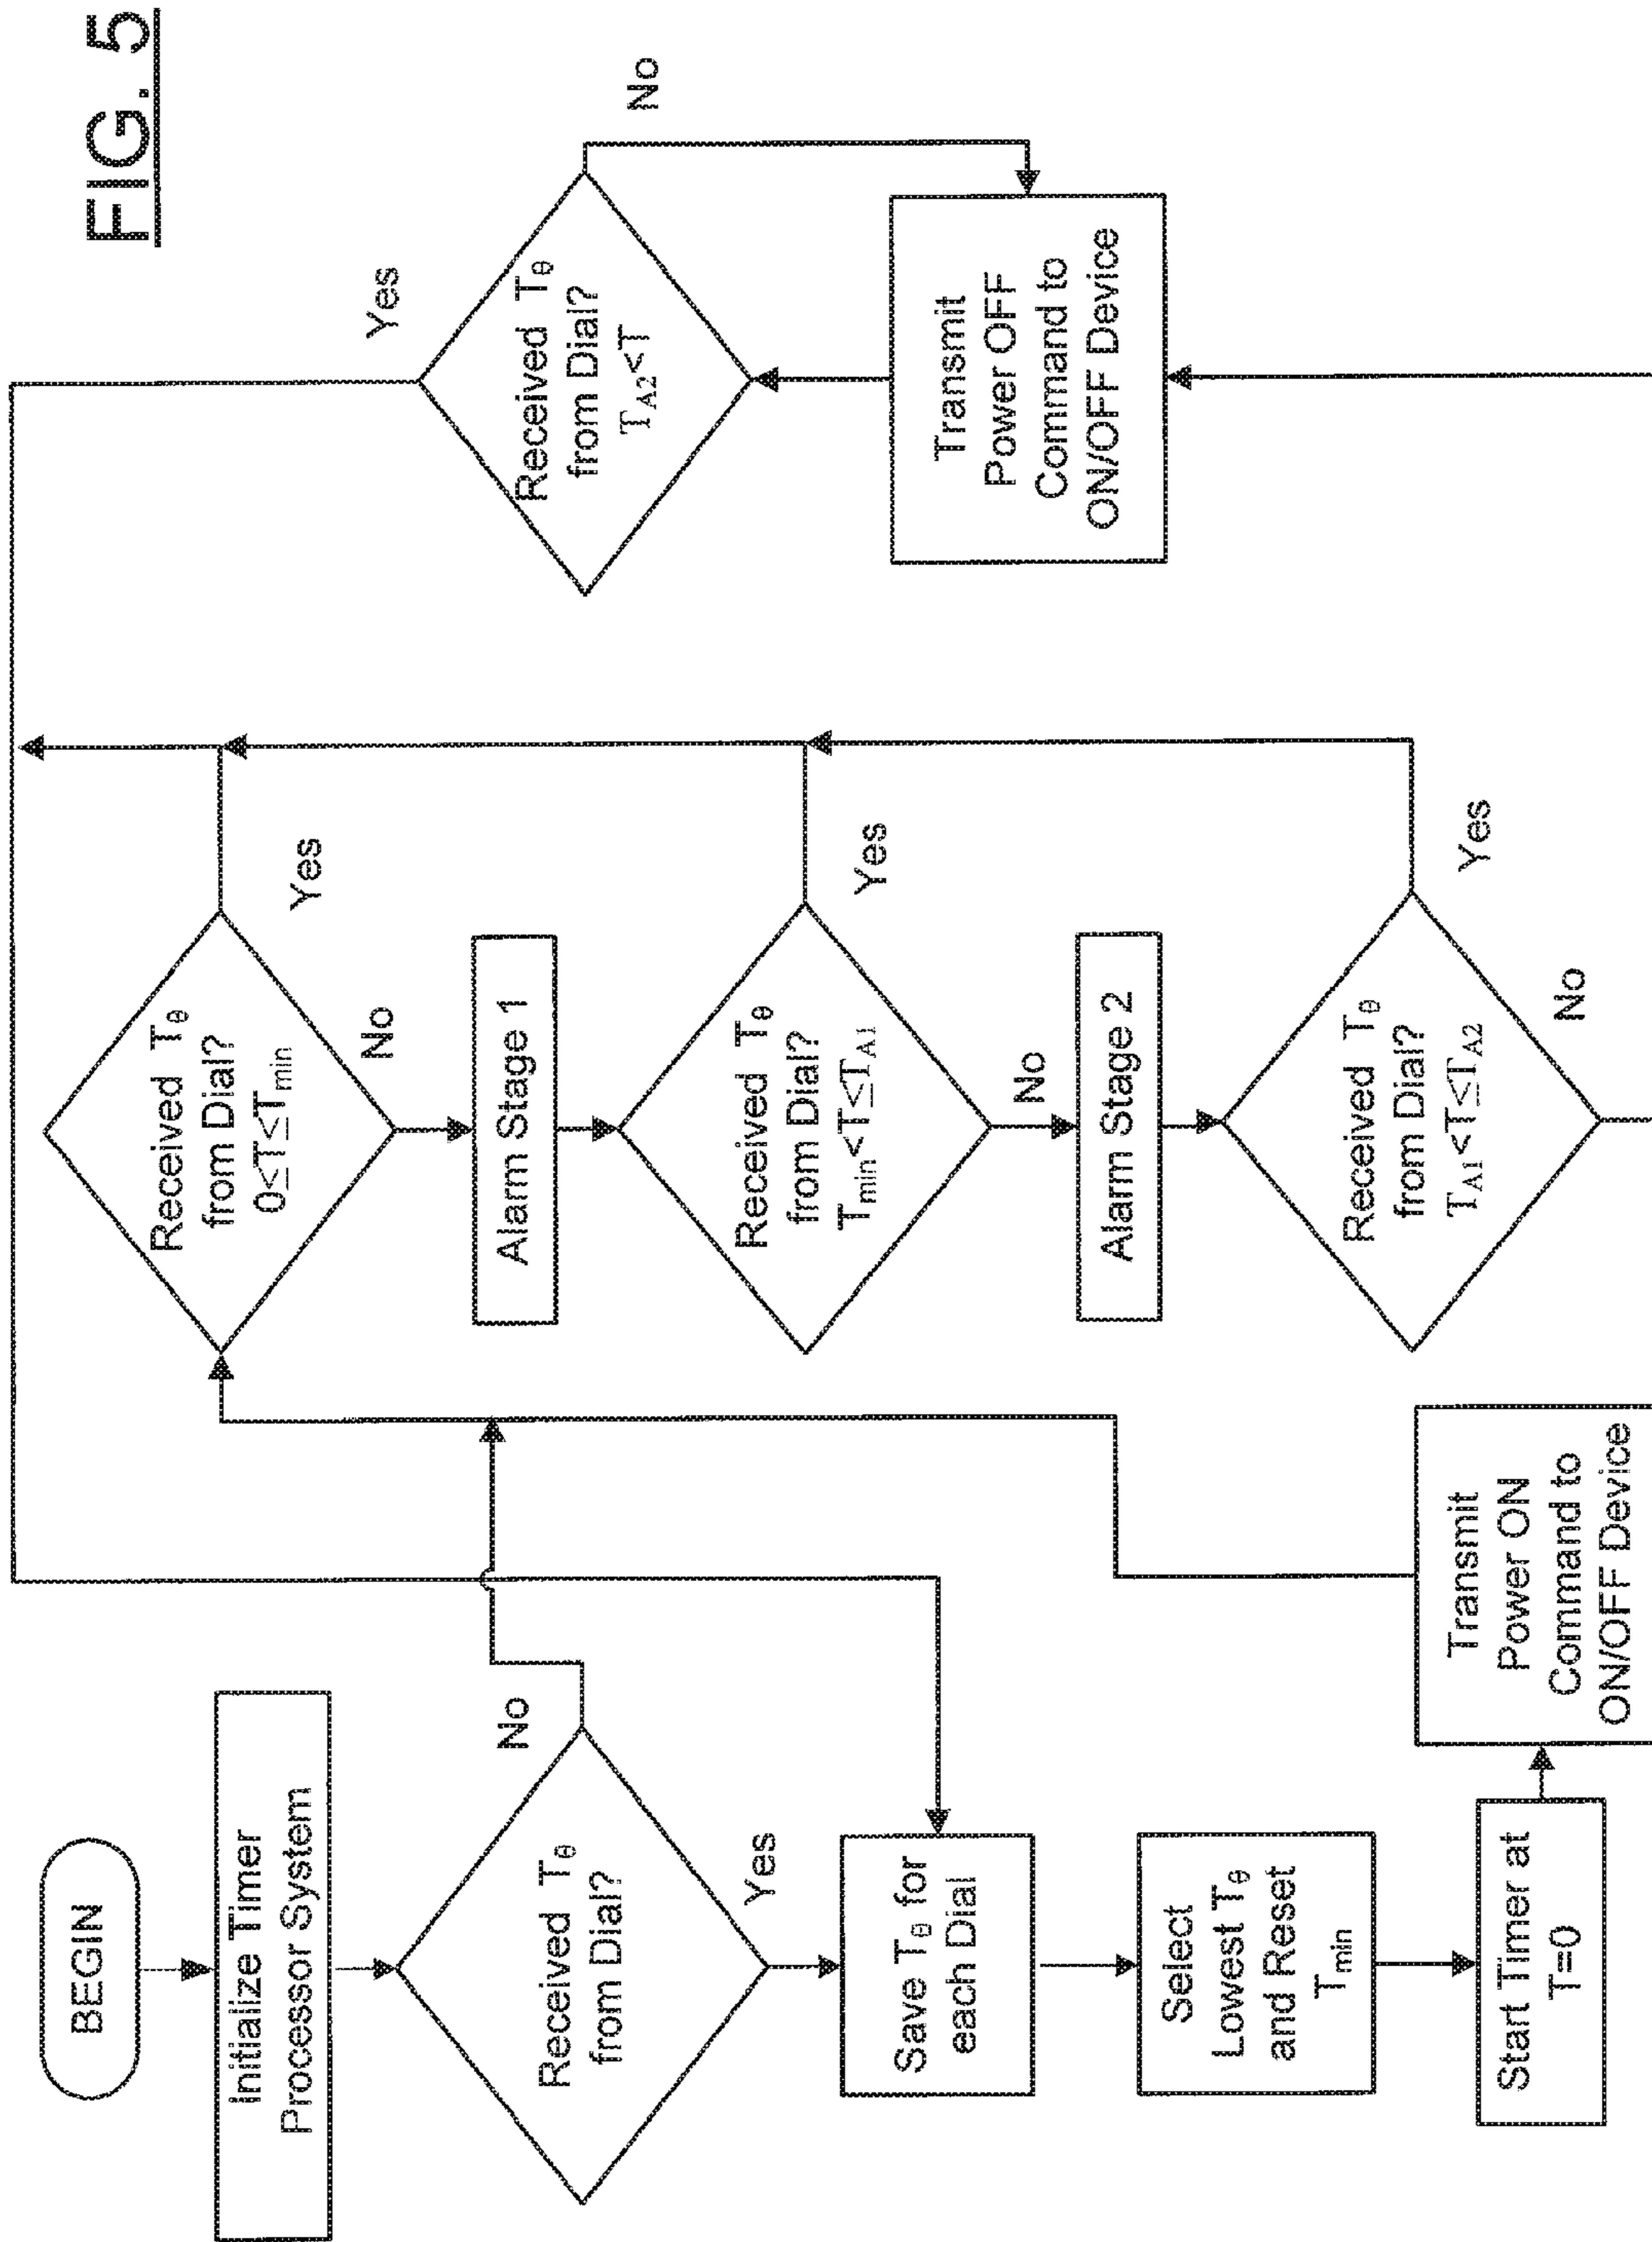 FIG. 5
BEGIN
Initialize Timer
Processor System
Received Tθ
from Dial?
No
Yes
Save Tθ for
each Dial
Select
Lowest Tθ
and Reset
Tmin
Start Timer at
T=0
Transmit
Power ON
Command to
ON/OFF Device
Received Tθ
from Dial?
0≤T≤Tmin
Yes
No
Alarm Stage 1
Received Tθ
from Dial?
Tmin<T≤TA1
Yes
No
Alarm Stage 2
Received Tθ
from Dial?
TA1<T≤TA2
Yes
No
Received Tθ
from Dial?
TA2<T
Yes
No
Transmit
Power OFF
Command to
ON/OFF Device